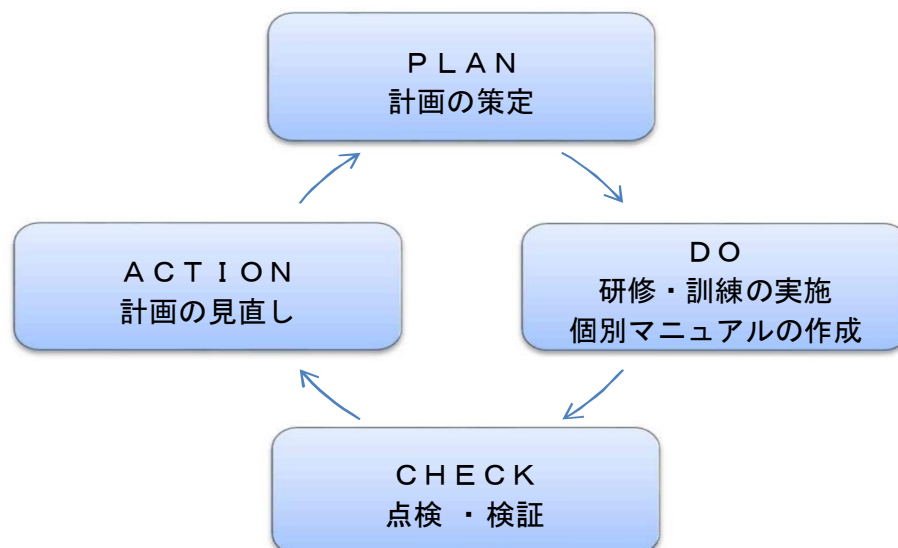 ＰＬＡＮ
計画の策定
ＤＯ
研修・訓練の実施
個別マニュアルの作成
ＣＨＥＣＫ
点検 ・検証
ＡＣＴＩＯＮ
計画の見直し